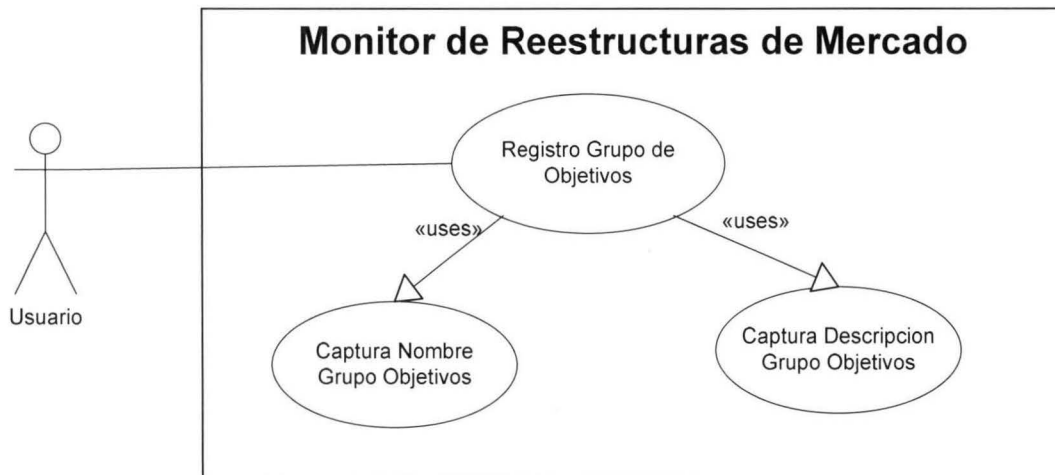 Monitor de Reestructuras de Mercado
Registro Grupo de
Objetivos
«uses»
«uses»
Usuario
Captura Nombre
Grupo Objetivos
Captura Descripcion
Grupo Objetivos